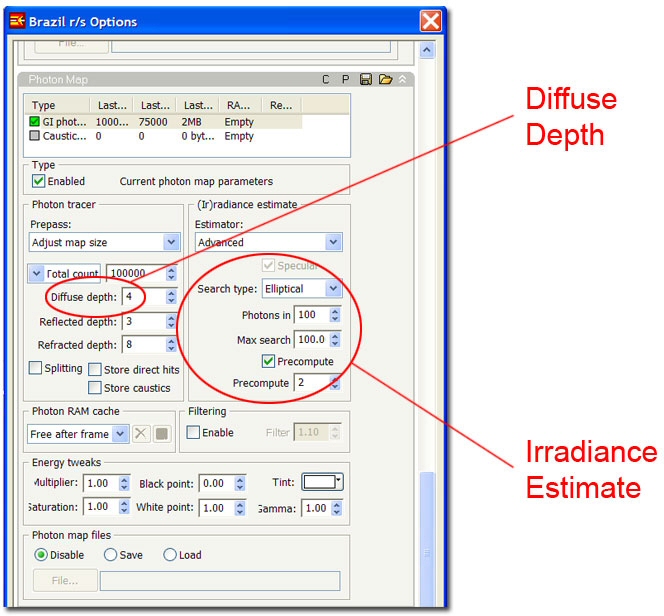 Brazil r/s Options
File...
Photon Map C P
Type Last... Last... Last... RA... Re...
GI phot... 1000... 75000 2MB Empty
Caustic... 0 0 0 byt... Empty
Type
Enabled Current photon map parameters
Photon tracer
Prepass:
Adjust map size
Total count 100000
Diffuse depth: 4
Reflected depth: 3
Refracted depth: 8
Splitting
Store direct hits
Store caustics
(Ir)radiance estimate
Estimator:
Advanced
Specular
Search type: Elliptical
Photons in 100
Max search 100.0
Precompute
Precompute 2
Photon RAM cache
Free after frame
Filtering
Enable Filter 1.10
Energy tweaks
Multiplier: 1.00 Black point: 0.00 Tint:
Saturation: 1.00 White point: 1.00 Gamma: 1.00
Photon map files
Disable Save Load
File...
Diffuse
Depth
Irradiance
Estimate